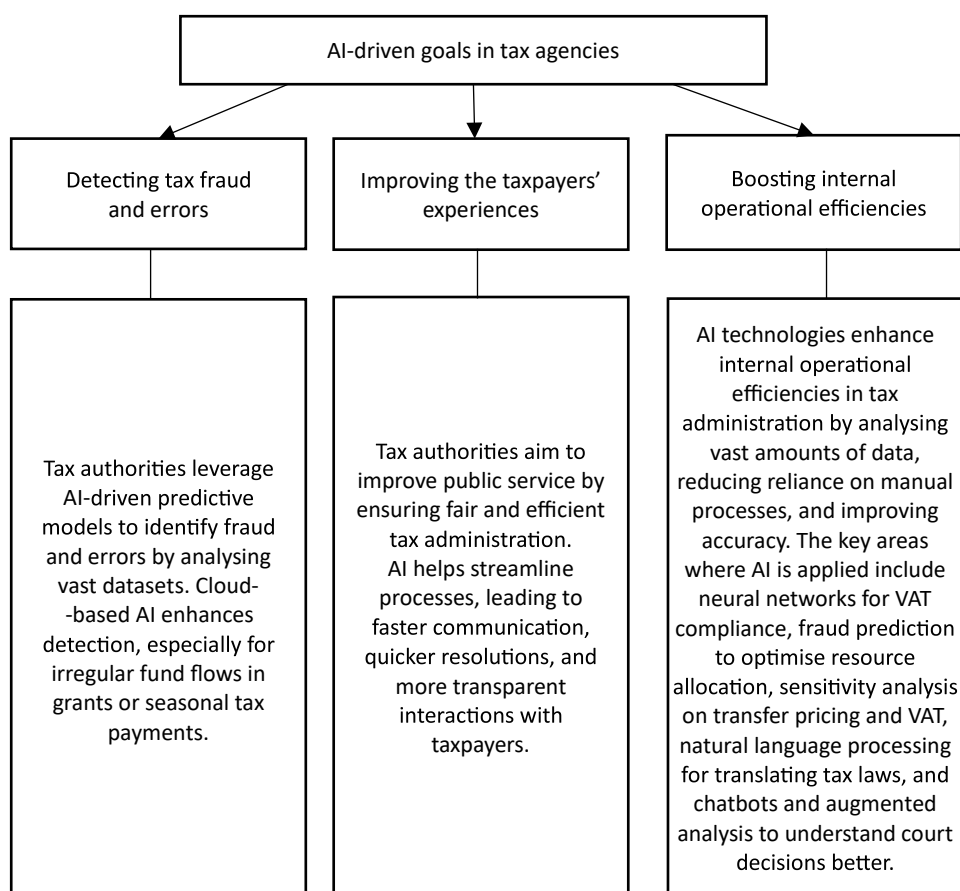 AI-driven goals in tax agencies
Detecting tax fraud
and errors
Improving the taxpayers’
experiences
Boosting internal
operational efficiencies
Tax authorities leverage
AI-driven predictive
models to identify fraud
and errors by analysing
vast datasets. Cloud-
-based AI enhances
detection, especially for
irregular fund flows in
grants or seasonal tax
payments.
Tax authorities aim to
improve public service by
ensuring fair and efficient
tax administration.
AI helps streamline
processes, leading to
faster communication,
quicker resolutions, and
more transparent
interactions with
taxpayers.
AI technologies enhance
internal operational
efficiencies in tax
administration by analysing
vast amounts of data,
reducing reliance on manual
processes, and improving
accuracy. The key areas
where AI is applied include
neural networks for VAT
compliance, fraud prediction
to optimise resource
allocation, sensitivity analysis
on transfer pricing and VAT,
natural language processing
for translating tax laws, and
chatbots and augmented
analysis to understand court
decisions better.